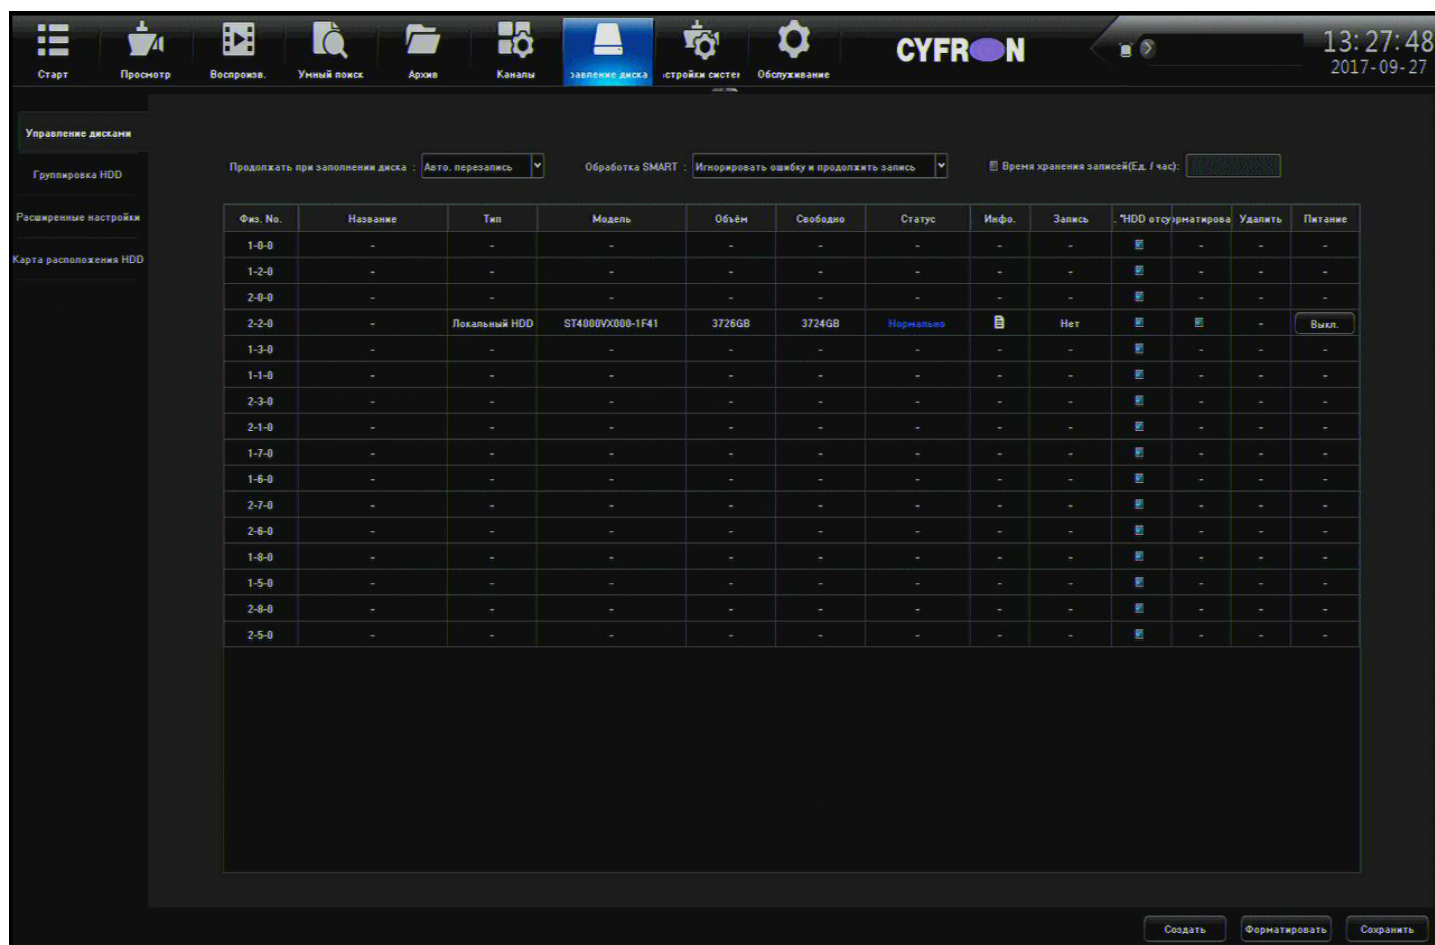 CYFRON
13:27:48
2017-09-27
Старт Просмотр Воспроизв. Умный поиск Архив Каналы равление диска стройки систем Обслуживание
Управление дисками
Группировка HDD
Расширенные настройки
Карта расположения HDD
Продолжать при заполнении диска : Авто. перезапись Обработка SMART : Игнорировать ошибку и продолжить запись Время хранения записей(Ед. / час):
Физ. No. Название Тип Модель Объём Свободно Статус Инфо. Запись . "HDD отсу орматирова Удалить Питание
1-0-0 - - - - - - - - - - -
1-2-0 - - - - - - - - - - -
2-0-0 - - - - - - - - - - -
2-2-0 - Локальный HDD ST4000VX000-1F41 3726GB 3724GB Нормально Нет - Выкл.
1-3-0 - - - - - - - - - - -
1-1-0 - - - - - - - - - - -
2-3-0 - - - - - - - - - - -
2-1-0 - - - - - - - - - - -
1-7-0 - - - - - - - - - - -
1-6-0 - - - - - - - - - - -
2-7-0 - - - - - - - - - - -
2-6-0 - - - - - - - - - - -
1-8-0 - - - - - - - - - - -
1-5-0 - - - - - - - - - - -
2-8-0 - - - - - - - - - - -
2-5-0 - - - - - - - - - - -
Создать Форматировать Сохранить